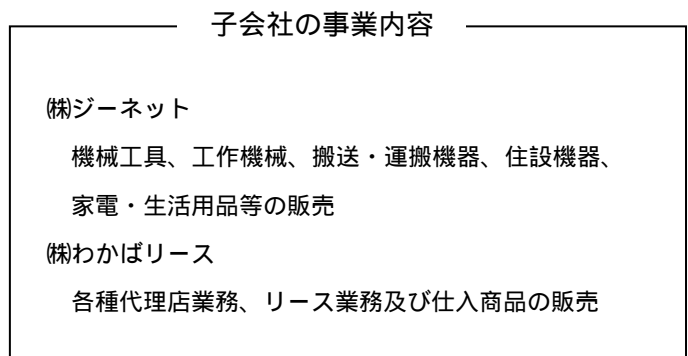 子会社の事業内容
㈱ジーネット
機械工具、工作機械、搬送・運搬機器、住設機器、
家電・生活用品等の販売
㈱わかばリース
各種代理店業務、リース業務及び仕入商品の販売